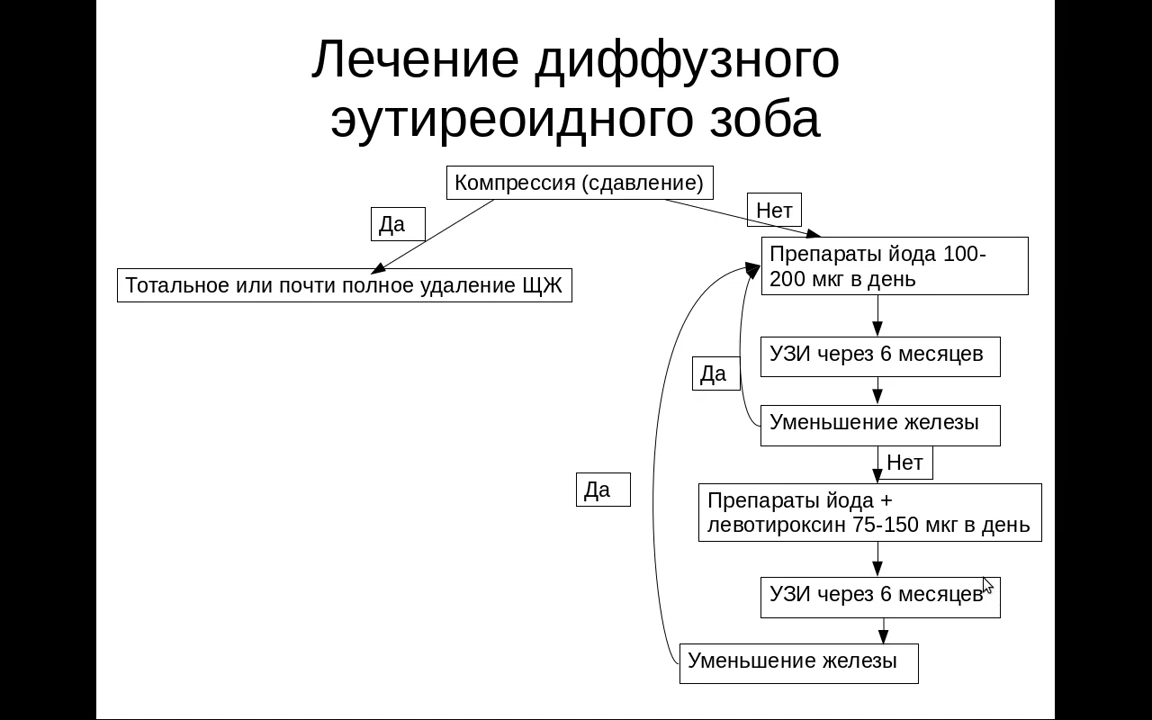 Лечение диффузного
эутиреоидного зоба
Компрессия (сдавление)
Да
Нет
Тотальное или почти полное удаление ЩЖ
Препараты йода 100-
200 мкг в день
УЗИ через 6 месяцев
Да
Уменьшение железы
Нет
Да
Препараты йода +
левотироксин 75-150 мкг в день
УЗИ через 6 месяцев
Уменьшение железы